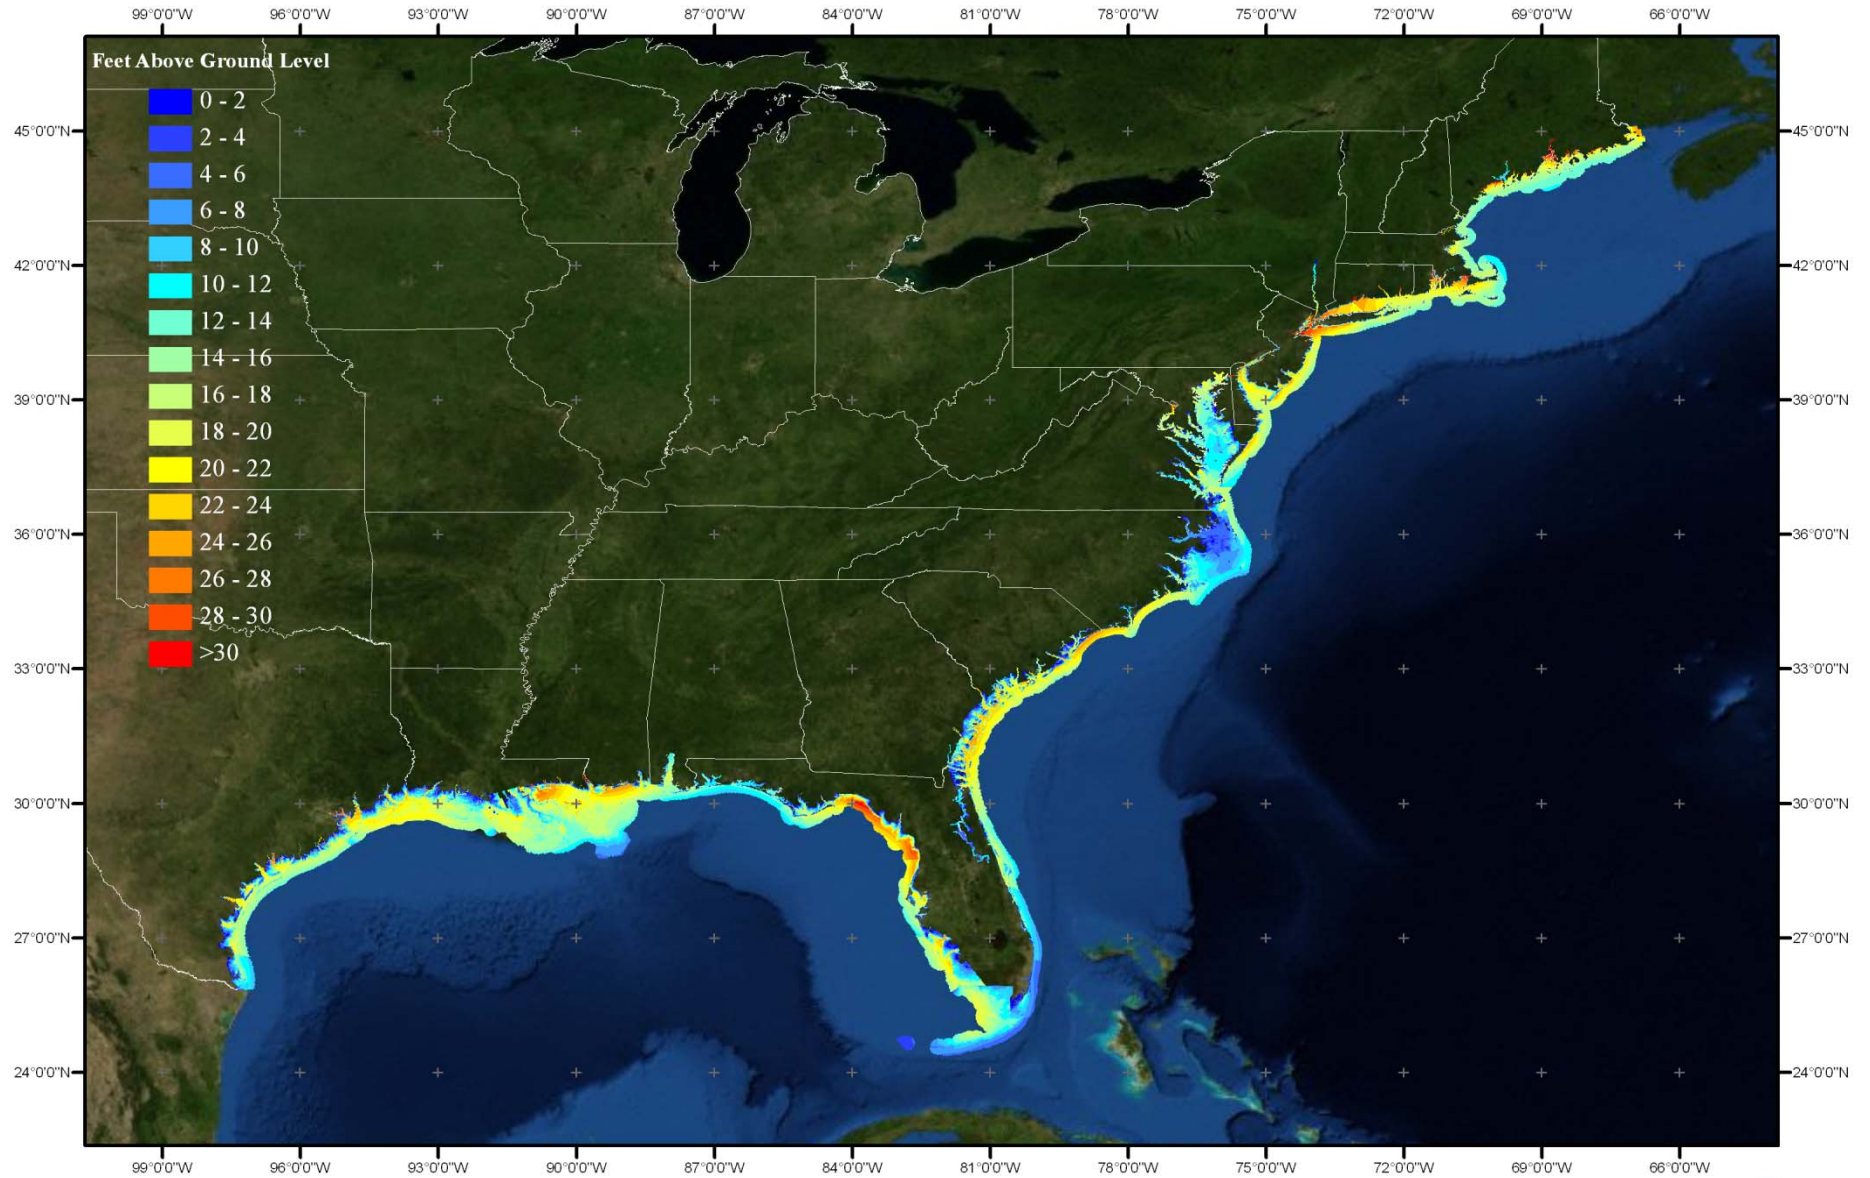 99°0'0"W 96°0'0"W 93°0'0"W 90°0'0"W 87°0'0"W 84°0'0"W 81°0'0"W 78°0'0"W 75°0'0"W 72°0'0"W 69°0'0"W 66°0'0"W
Feet Above Ground Level
0 - 2
2 - 4
45°0'0"N 45°0'0"N
4 - 6
6 - 8
8 - 10
42°0'0"N 42°0'0"N
10 - 12
12 - 14
14 - 16
16 - 18
39°0'0"N 39°0'0"N
18 - 20
20 - 22
22 - 24
36°0'0"N 36°0'0"N
24 - 26
26 - 28
28 - 30
>30
33°0'0"N 33°0'0"N
30°0'0"N 30°0'0"N
27°0'0"N 27°0'0"N
24°0'0"N 24°0'0"N
99°0'0"W 96°0'0"W 93°0'0"W 90°0'0"W 87°0'0"W 84°0'0"W 81°0'0"W 78°0'0"W 75°0'0"W 72°0'0"W 69°0'0"W 66°0'0"W